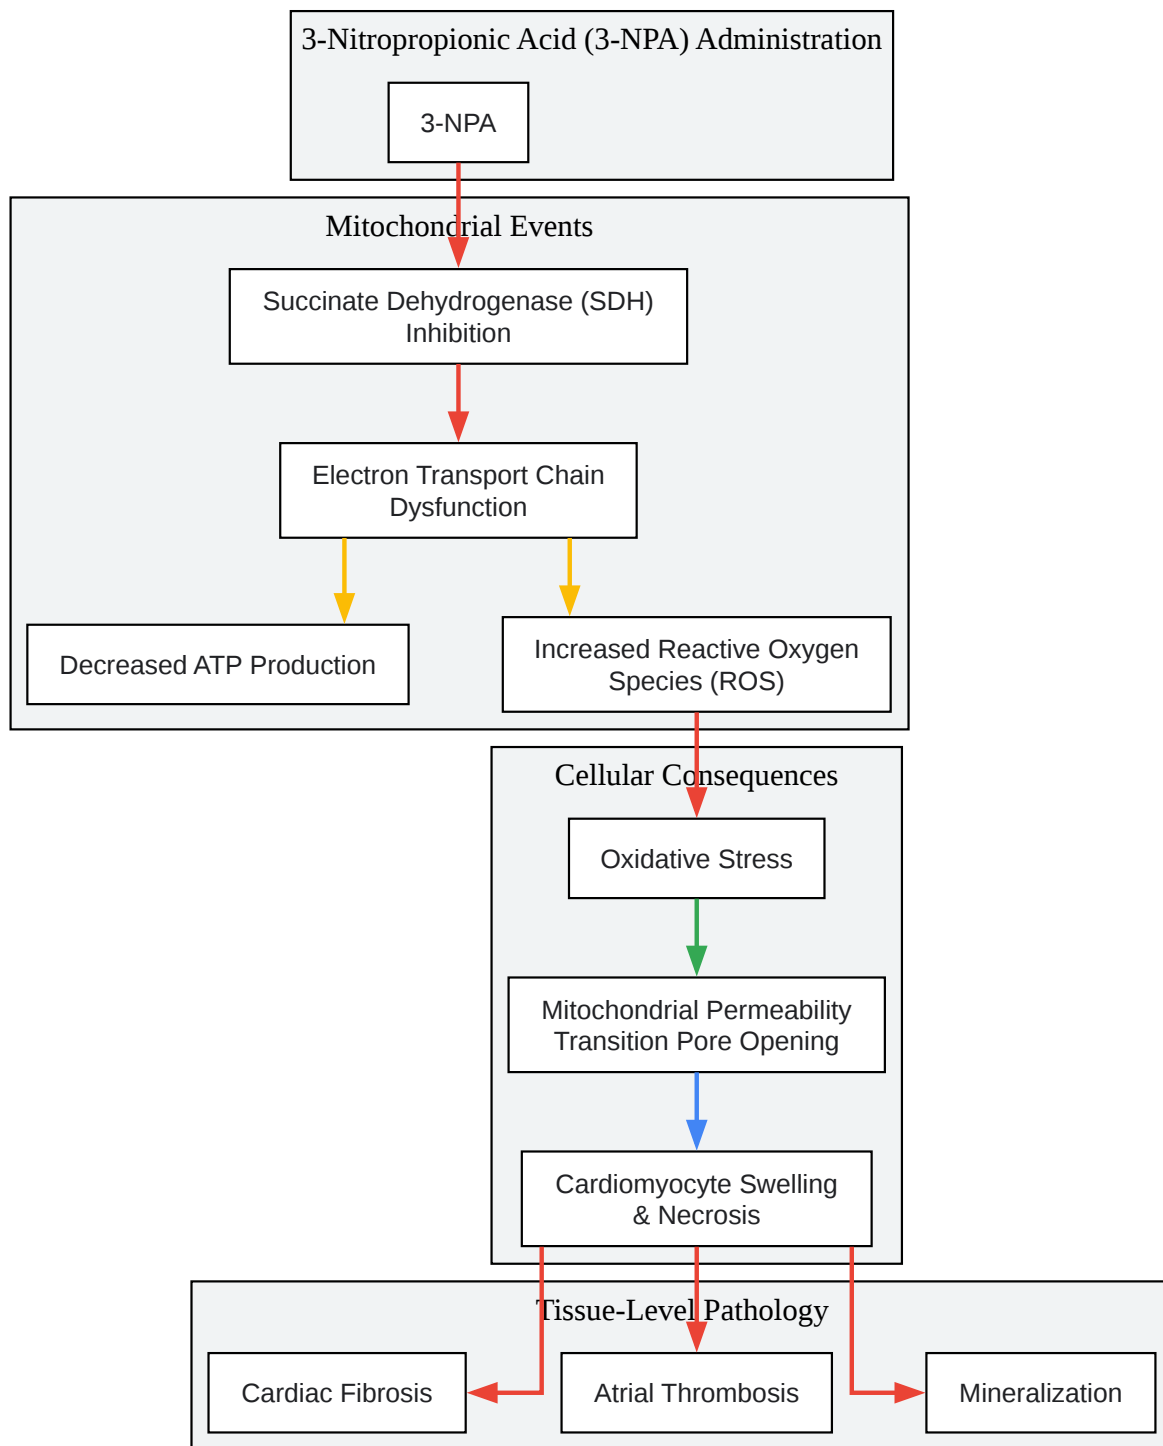 3-Nitropropionic Acid (3-NPA) Administration
3-NPA
Mitochondrial Events
Succinate Dehydrogenase (SDH)
Inhibition
Electron Transport Chain
Dysfunction
Decreased ATP Production
Increased Reactive Oxygen
Species (ROS)
Cellular Consequences
Oxidative Stress
Mitochondrial Permeability
Transition Pore Opening
Cardiomyocyte Swelling
& Necrosis
Tissue-Level Pathology
Cardiac Fibrosis
Atrial Thrombosis
Mineralization